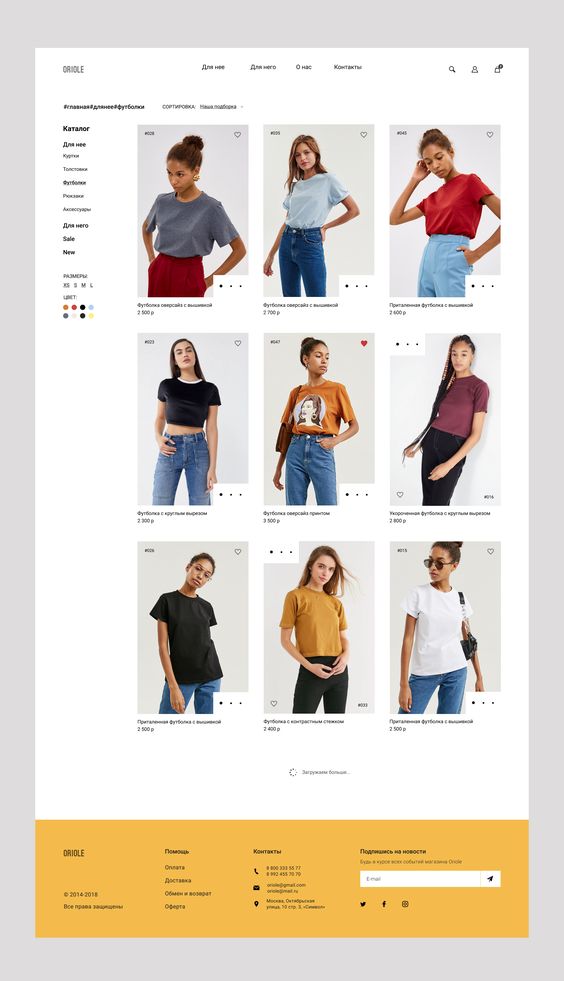 ORIOLE
Для нее Для него О нас Контакты
#главная#длянее#футболки
СОРТИРОВКА: Наша подборка
Каталог
Для нее
Куртки
Толстовки
Футболки
Рюкзаки
Аксессуары
Для него
Sale
New
РАЗМЕРЫ:
XS S M L
ЦВЕТ:
#028
Футболка оверсайз с вышивкой
2 500 р
#035
Футболка оверсайз с вышивкой
2 700 р
#045
Приталенная футболка с вышивкой
2 600 р
#023
Футболка с круглым вырезом
2 300 р
#047
Футболка оверсайз принтом
3 500 р
#016
Укороченная футболка с круглым вырезом
2 800 р
#026
Приталенная футболка с вышивкой
2 500 р
#033
Футболка с контрастным стежком
2 400 р
#015
Приталенная футболка с вышивкой
2 500 р
Загружаем больше...
ORIOLE
© 2014-2018
Все права защищены
Помощь
Оплата
Доставка
Обмен и возврат
Оферта
Контакты
8 800 333 55 77
8 992 455 70 70
oriole@gmail.com
oriole@mail.ru
Москва, Октябрьская
улица, 10 стр. 3, «Символ»
Подпишись на новости
Будь в курсе всех событий магазина Oriole
E-mail